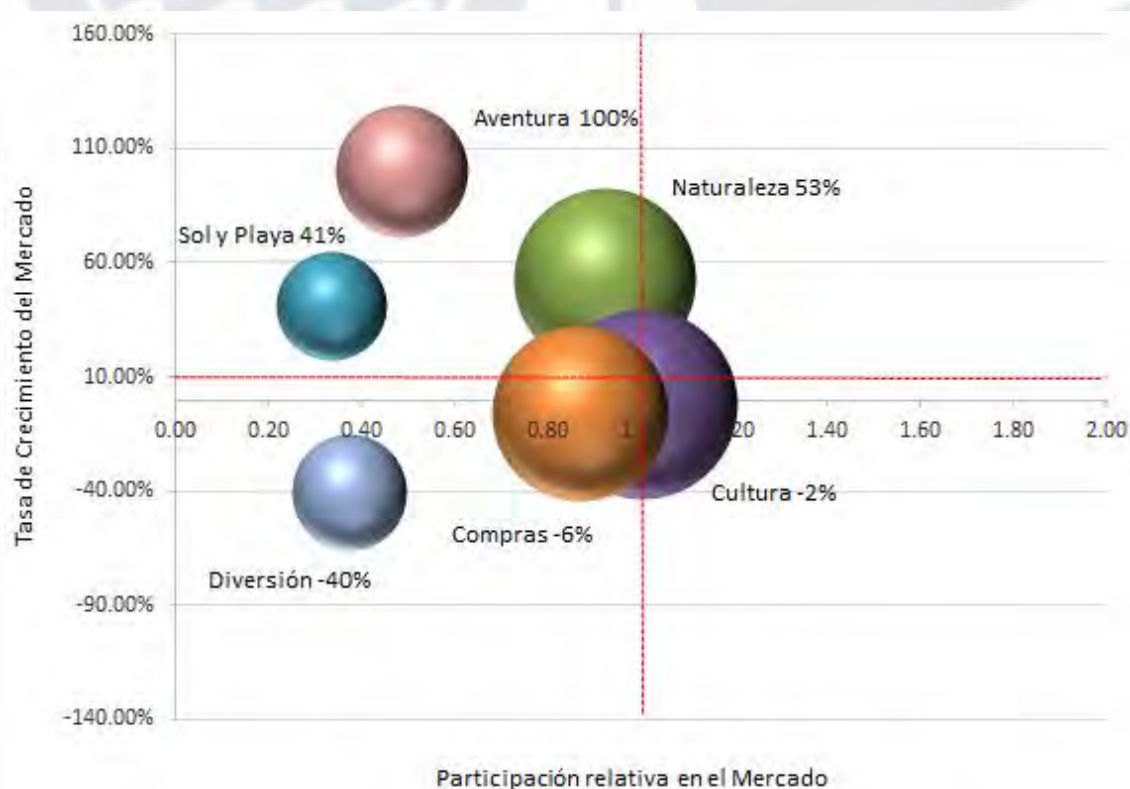 160.00%
Aventura 100%
110.00%
Naturaleza 53%
Sol y Playa 41%
60.00%
10.00%
0.00 0.20 0.40 0.60 0.80 1. 20 1.40 1.60 1.80 2.00
-40.00%
Cultura -2%
Compras -6%
Diversión -40%
-90.00%
-140.00%
Tasa de Crecimiento del Mercado
Participación relativa en el Mercado